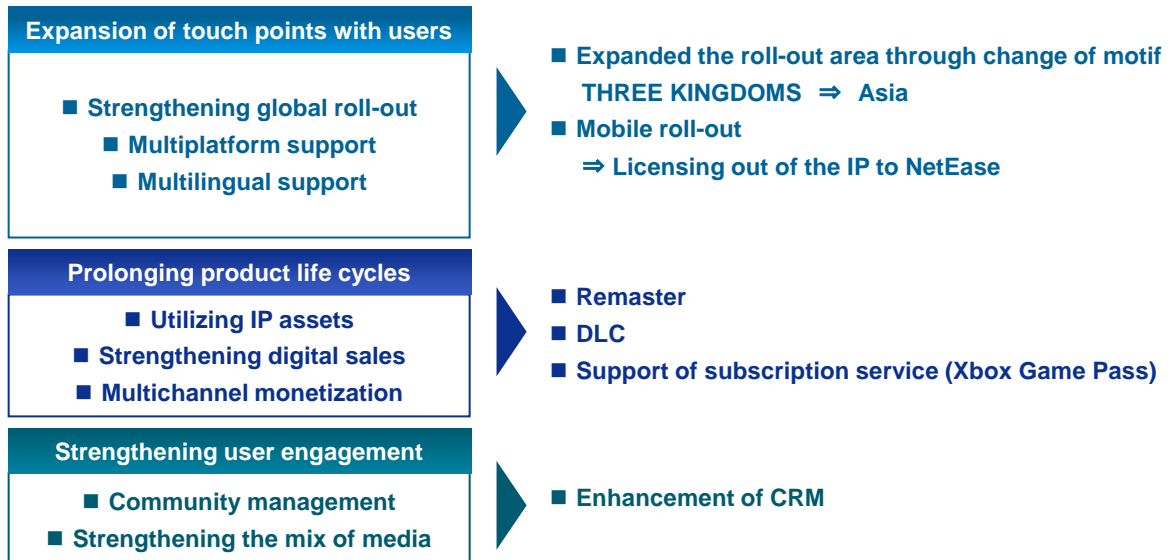 Expansion of touch points with users
■ Strengthening global roll-out
■ Multiplatform support
■ Multilingual support
■ Expanded the roll-out area through change of motif
THREE KINGDOMS ⇒ Asia
■ Mobile roll-out
⇒ Licensing out of the IP to NetEase
Prolonging product life cycles
■ Utilizing IP assets
■ Strengthening digital sales
■ Multichannel monetization
■ Remaster
■ DLC
■ Support of subscription service (Xbox Game Pass)
Strengthening user engagement
■ Community management
■ Strengthening the mix of media
■ Enhancement of CRM